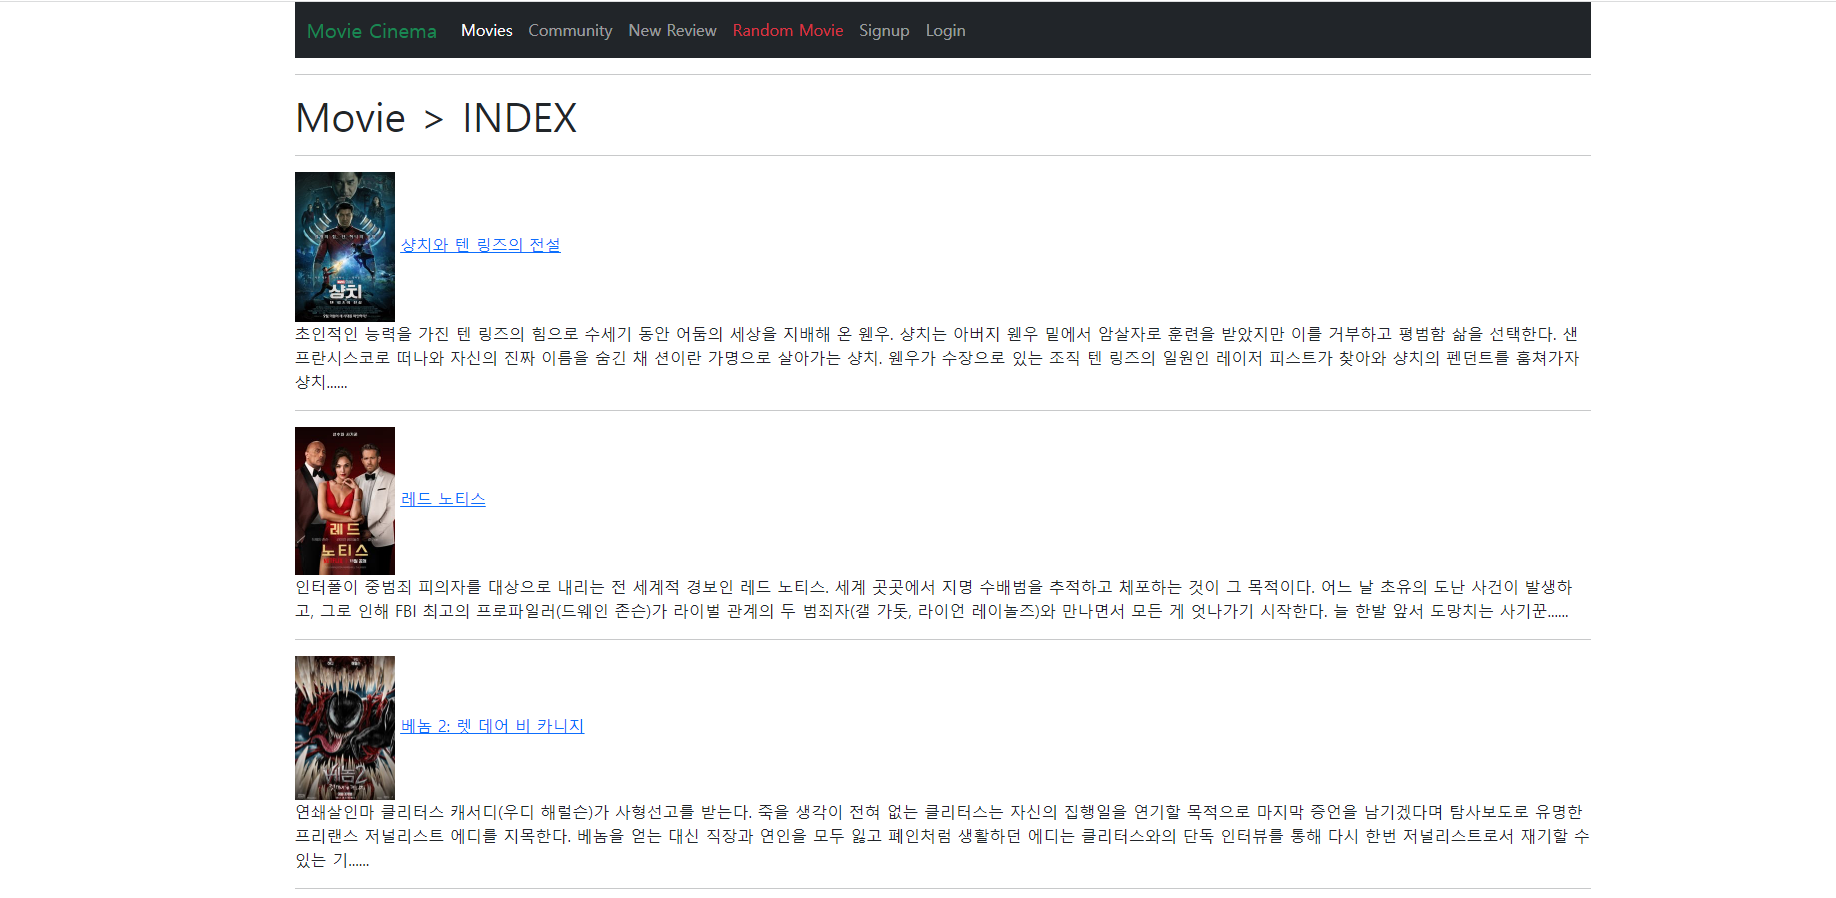 Movie Cinema Movies Community New Review Random Movie Signup Login
Movie > INDEX
샹치
샹치와 텐 링즈의 전설
초인적인 능력을 가진 텐 링즈의 힘으로 수세기 동안 어둠의 세상을 지배해 온 웬우. 샹치는 아버지 웬우 밑에서 암살자로 훈련을 받았지만 이를 거부하고 평범함 삶을 선택한다. 샌
프란시스코로 떠나와 자신의 진짜 이름을 숨긴 채 션이란 가명으로 살아가는 샹치. 웬우가 수장으로 있는 조직 텐 링즈의 일원인 레이저 피스트가 찾아와 샹치의 펜던트를 훔쳐가자
샹치......
레드
노티스
레드 노티스
인터폴이 중범죄 피의자를 대상으로 내리는 전 세계적 경보인 레드 노티스. 세계 곳곳에서 지명 수배범을 추적하고 체포하는 것이 그 목적이다. 어느 날 초유의 도난 사건이 발생하
고, 그로 인해 FBI 최고의 프로파일러(드웨인 존슨)가 라이벌 관계의 두 범죄자(갤 가돗, 라이언 레이놀즈)와 만나면서 모든 게 엇나가기 시작한다. 늘 한발 앞서 도망치는 사기꾼......
베놈2
베놈 2: 렛 데어 비 카니지
연쇄살인마 클리터스 캐서디(우디 해럴슨)가 사형선고를 받는다. 죽을 생각이 전혀 없는 클리터스는 자신의 집행일을 연기할 목적으로 마지막 증언을 남기겠다며 탐사보도로 유명한
프리랜스 저널리스트 에디를 지목한다. 베놈을 얻는 대신 직장과 연인을 모두 잃고 폐인처럼 생활하던 에디는 클리터스와의 단독 인터뷰를 통해 다시 한번 저널리스트로서 재기할 수
있는 기......